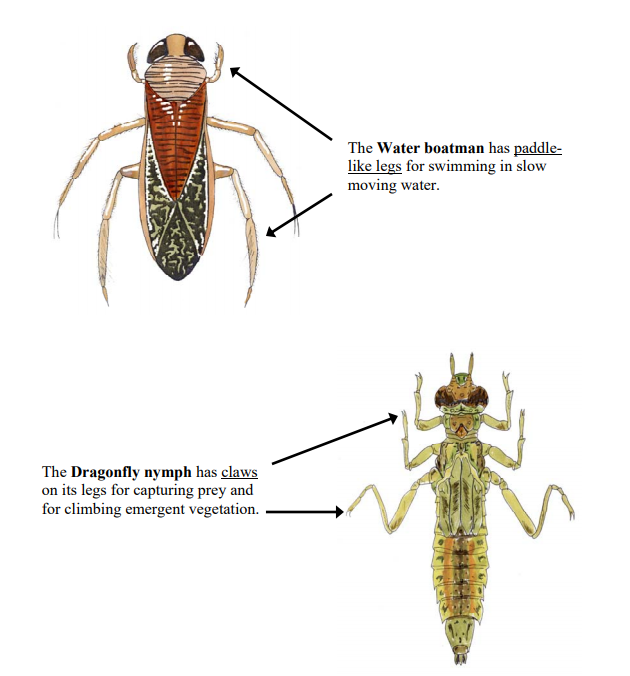 The Water boatman has paddle-
like legs for swimming in slow
moving water.
The Dragonfly nymph has claws
on its legs for capturing prey and
for climbing emergent vegetation.